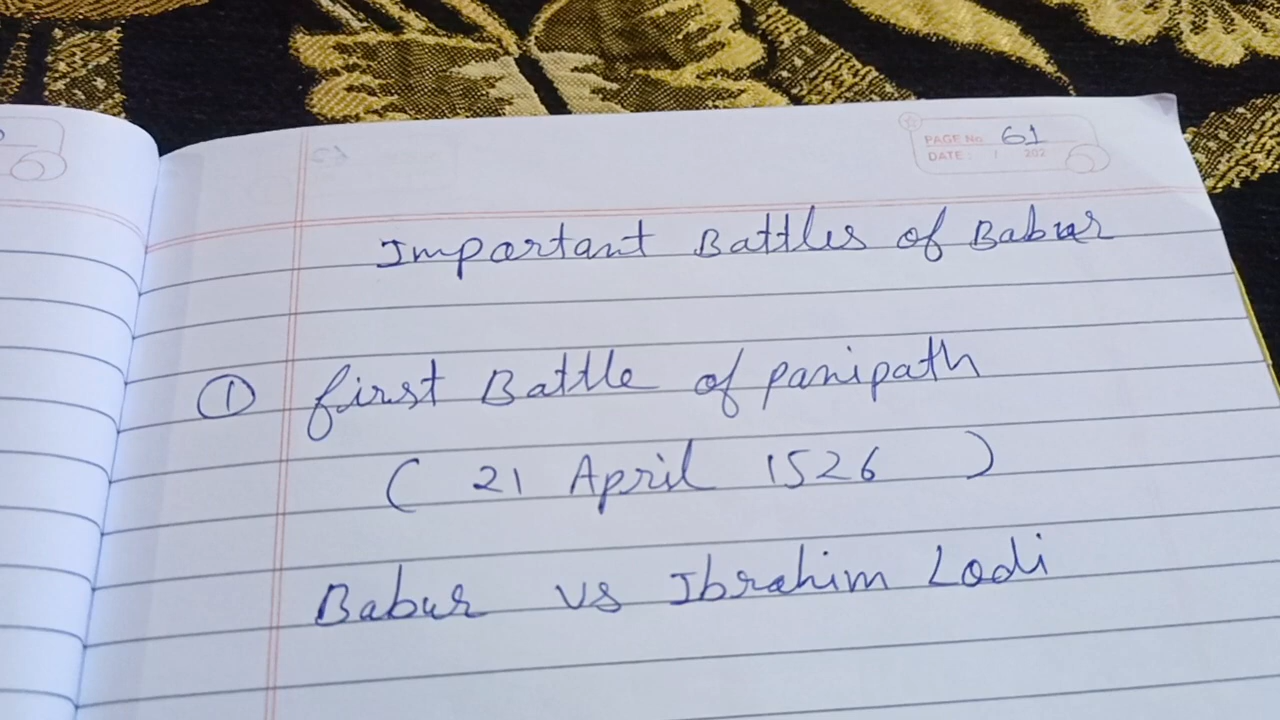 PAGE No. 61
DATE: / 202
Important Battles of Babur
① first Battle of panipath
( 21 April 1526 )
Babur vs Ibrahim Lodi